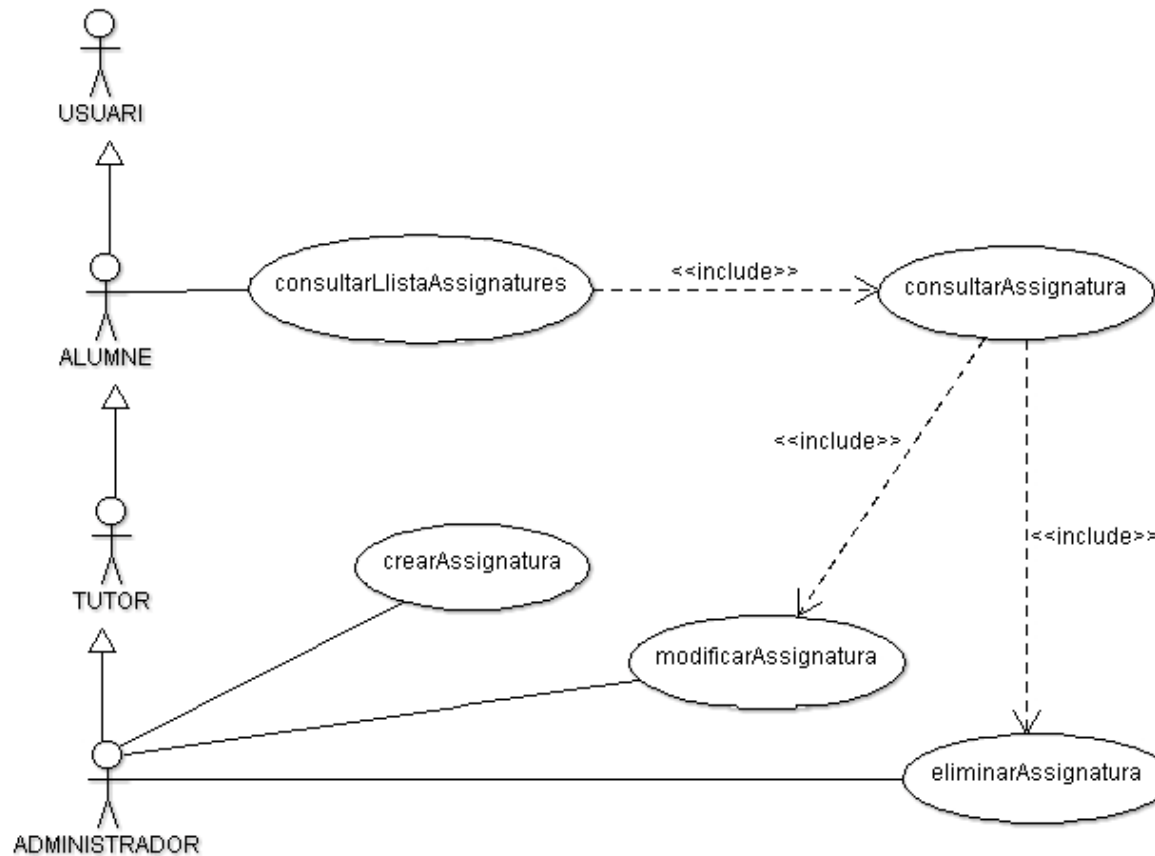 USUARI
consultarLlistaAssignatures
<<include>>
consultarAssignatura
ALUMNE
<<include>>
<<include>>
crearAssignatura
TUTOR
modificarAssignatura
eliminarAssignatura
ADMINISTRADOR